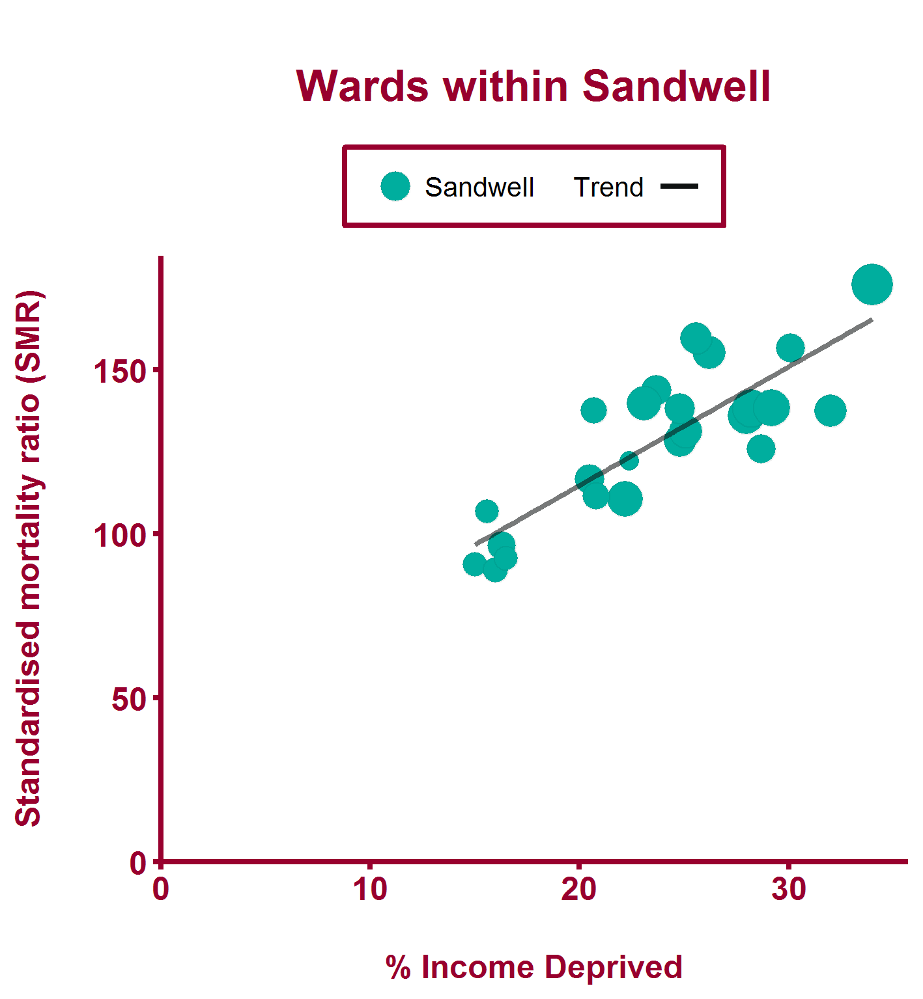 Wards within Sandwell
Sandwell Trend
Standardised mortality ratio (SMR)
150
100
50
0
0 10 20 30
% Income Deprived